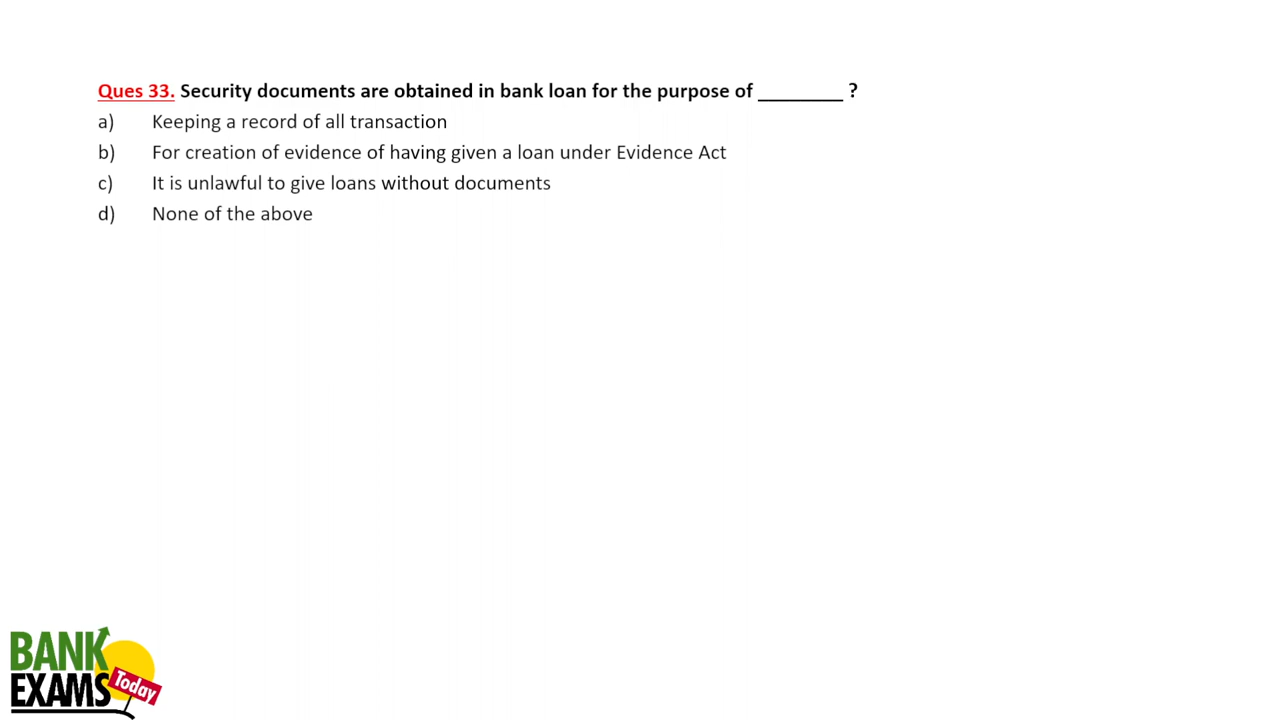 Ques 33. Security documents are obtained in bank loan for the purpose of ________ ?
a) Keeping a record of all transaction
b) For creation of evidence of having given a loan under Evidence Act
c) It is unlawful to give loans without documents
d) None of the above
BANK
EXAMS
Today